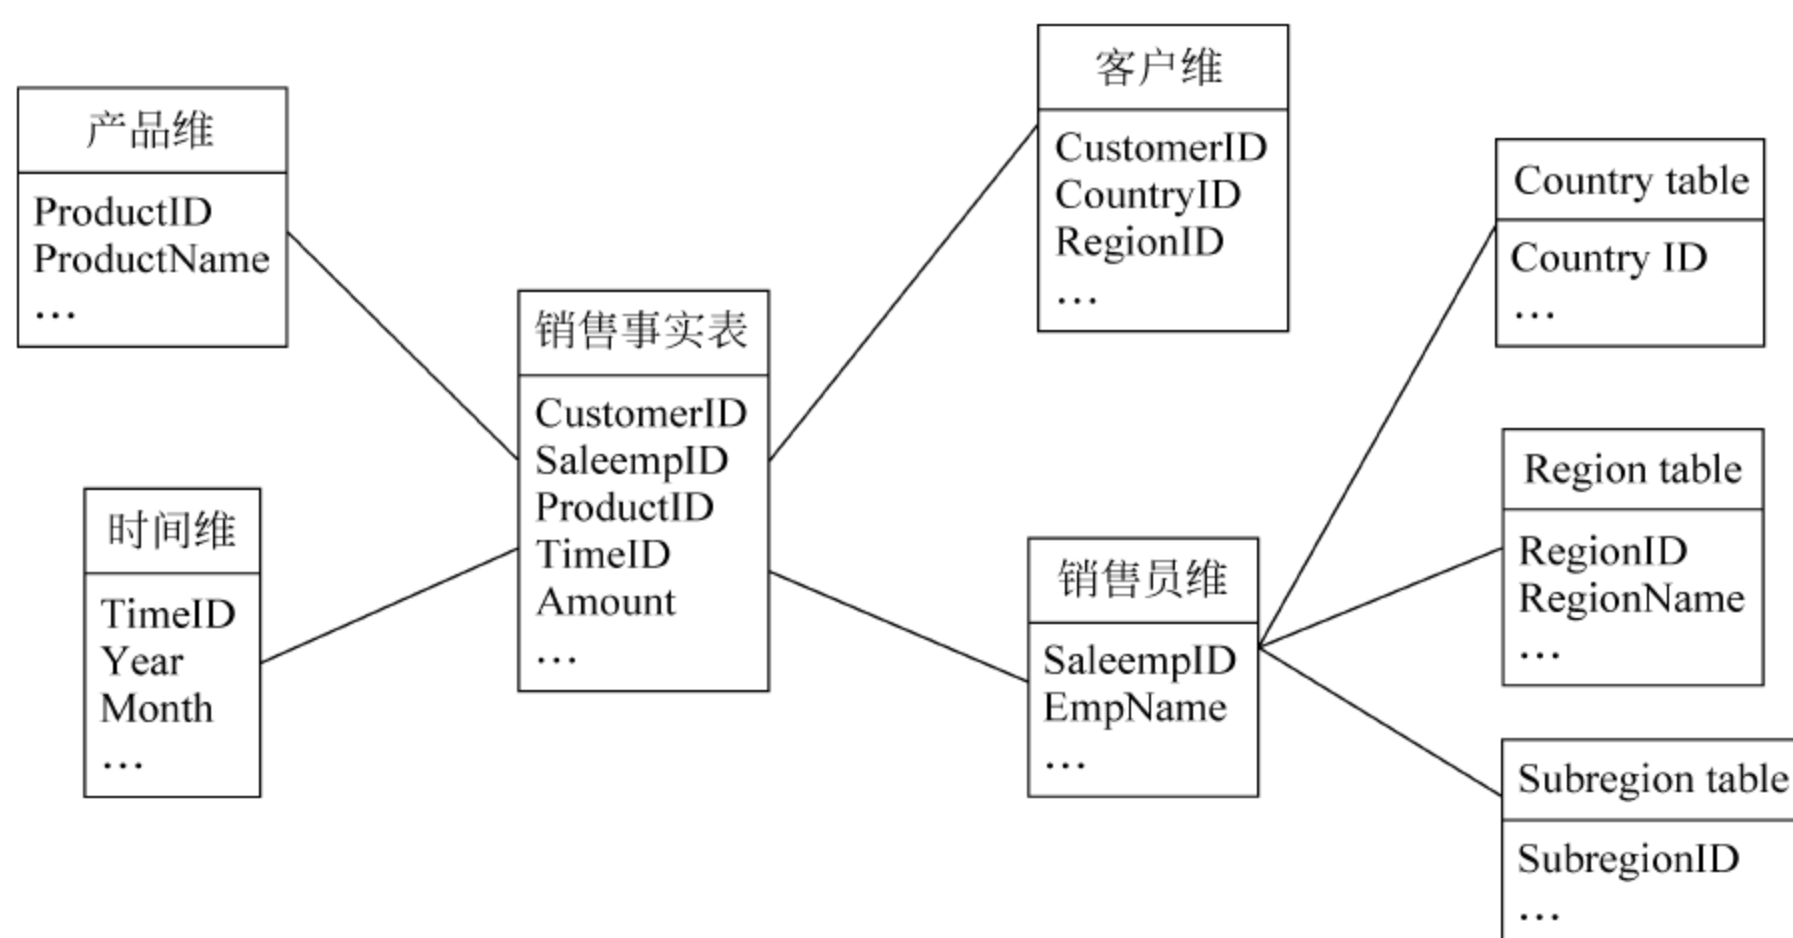 产品维
ProductID
ProductName
…
时间维
TimeID
Year
Month
…
销售事实表
CustomerID
SaleempID
ProductID
TimeID
Amount
…
客户维
CustomerID
CountryID
RegionID
…
销售员维
SaleempID
EmpName
…
Country table
Country ID
…
Region table
RegionID
RegionName
…
Subregion table
SubregionID
…